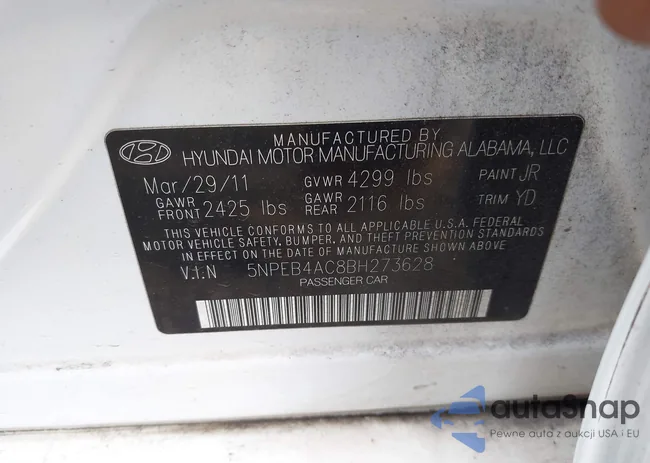 MANUFACTURED BY
HYUNDAI MOTOR MANUFACTURING ALABAMA, LLC
Mar/29/11 GVWR 4299 lbs PAINT JR
GAWR FRONT 2425 lbs GAWR REAR 2116 lbs TRIM YD
THIS VEHICLE CONFORMS TO ALL APPLICABLE U.S.A. FEDERAL
MOTOR VEHICLE SAFETY, BUMPER, AND THEFT PREVENTION STANDARDS
IN EFFECT ON THE DATE OF MANUFACTURE SHOWN ABOVE.
V.I.N 5NPEB4AC8BH273628
PASSENGER CAR
autaSnap
Pewne auta z aukcji USA i EU